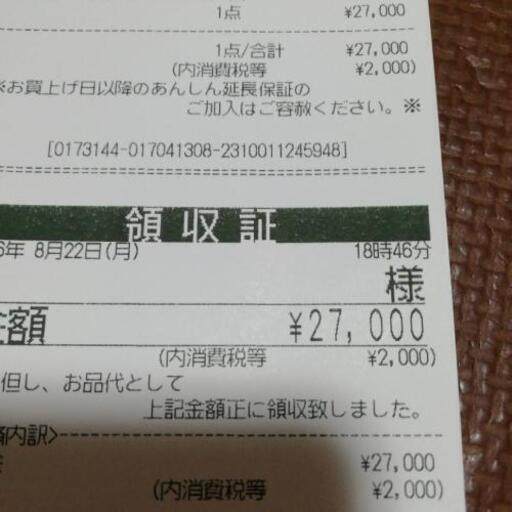 1点 ¥27,000
1点/合計 ¥27,000
(内消費税等 ¥2,000)
※お買上げ日以降のあんしん延長保証の
ご加入はご容赦ください。※
[0173144-017041308-2310011245948]
領収証
6年 8月22日(月) 18時46分
様
金額 ¥27,000
(内消費税等 ¥2,000)
但し、お品代として
上記金額正に領収致しました。
内訳>
¥27,000
(内消費税等 ¥2,000)